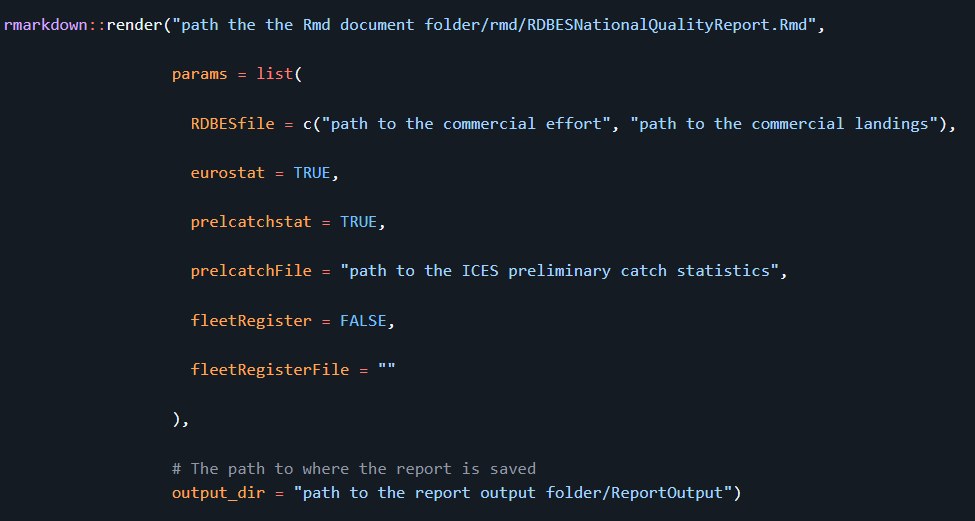 rmarkdown::render("path the the Rmd document folder/rmd/RDBESNationalQualityReport.Rmd",
params = list(
RDBESfile = c("path to the commercial effort", "path to the commercial landings"),
eurostat = TRUE,
prelcatchstat = TRUE,
prelcatchFile = "path to the ICES preliminary catch statistics",
fleetRegister = FALSE,
fleetRegisterFile = ""
),
# The path to where the report is saved
output_dir = "path to the report output folder/ReportOutput")